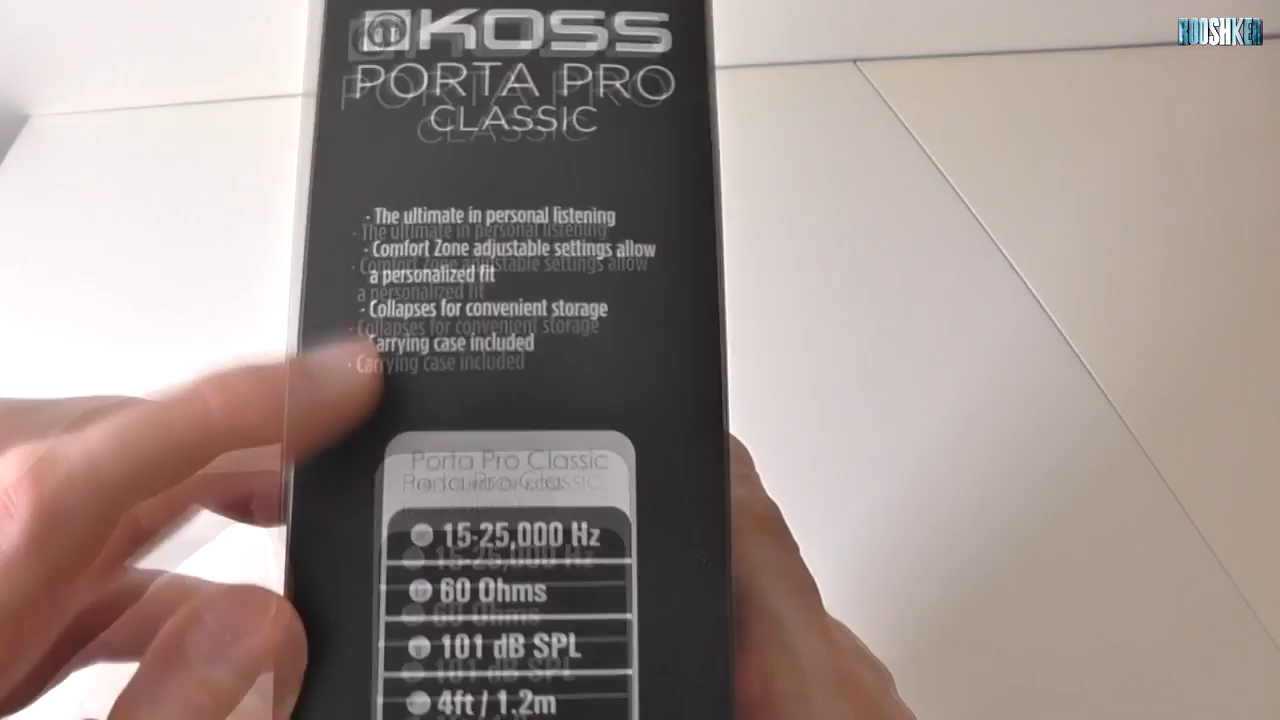 ROOSHKER
KOSS
PORTA PRO
CLASSIC
· The ultimate in personal listening
· Comfort Zone adjustable settings allow
a personalized fit
· Collapses for convenient storage
· Carrying case included
Porta Pro Classic
15-25,000 Hz
60 Ohms
101 dB SPL
4ft / 1.2m